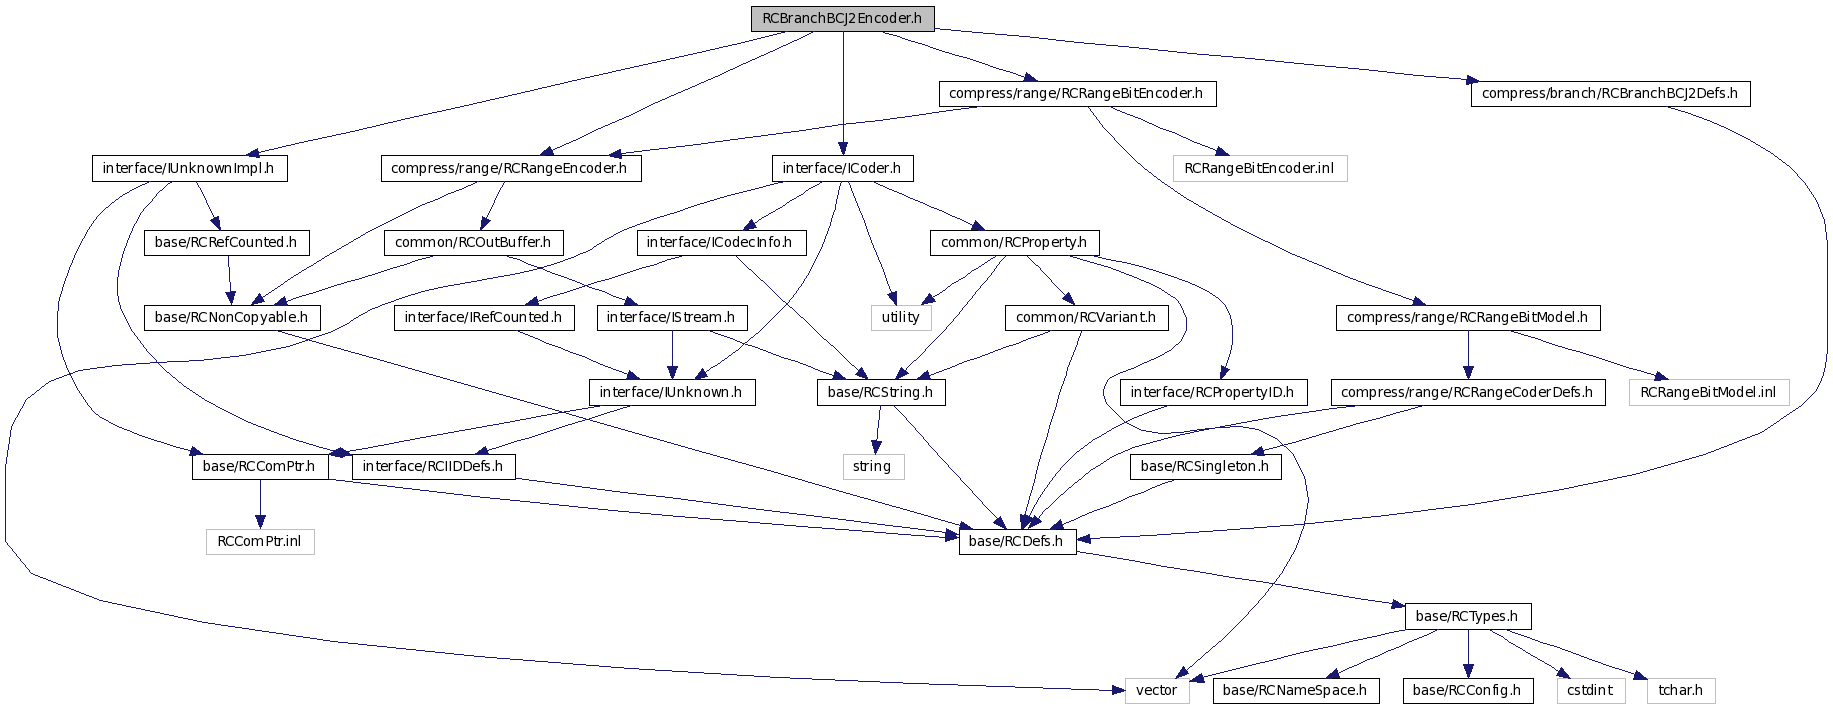 RCBranchBCJ2Encoder.h
compress/range/RCRangeBitEncoder.h
compress/branch/RCBranchBCJ2Defs.h
interface/IUnknownImpl.h
compress/range/RCRangeEncoder.h
interface/ICoder.h
RCRangeBitEncoder.inl
base/RCRefCounted.h
common/RCOutBuffer.h
interface/ICodecInfo.h
common/RCProperty.h
base/RCNonCopyable.h
interface/IRefCounted.h
interface/IStream.h
utility
common/RCVariant.h
compress/range/RCRangeBitModel.h
interface/IUnknown.h
base/RCString.h
interface/RCPropertyID.h
compress/range/RCRangeCoderDefs.h
RCRangeBitModel.inl
base/RCComPtr.h
interface/RCIIDDefs.h
string
base/RCSingleton.h
RCComPtr.inl
base/RCDefs.h
base/RCTypes.h
vector
base/RCNameSpace.h
base/RCConfig.h
cstdint
tchar.h